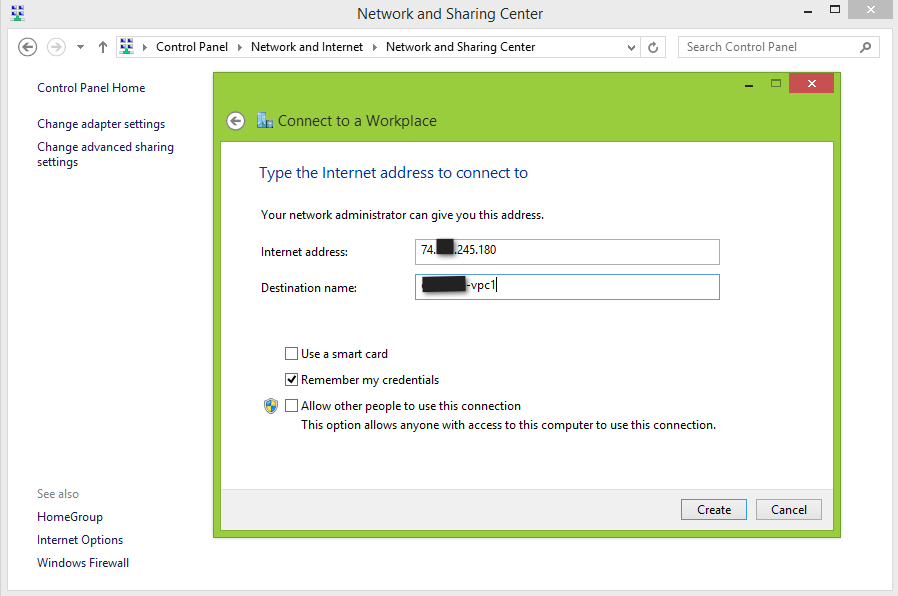 Network and Sharing Center
Control Panel Network and Internet Network and Sharing Center
Search Control Panel
Control Panel Home
Change adapter settings
Change advanced sharing
settings
Connect to a Workplace
Type the Internet address to connect to
Your network administrator can give you this address.
Internet address: 74. .245.180
Destination name: -vpc1
Use a smart card
Remember my credentials
Allow other people to use this connection
This option allows anyone with access to this computer to use this connection.
See also
HomeGroup
Internet Options
Windows Firewall
Create Cancel